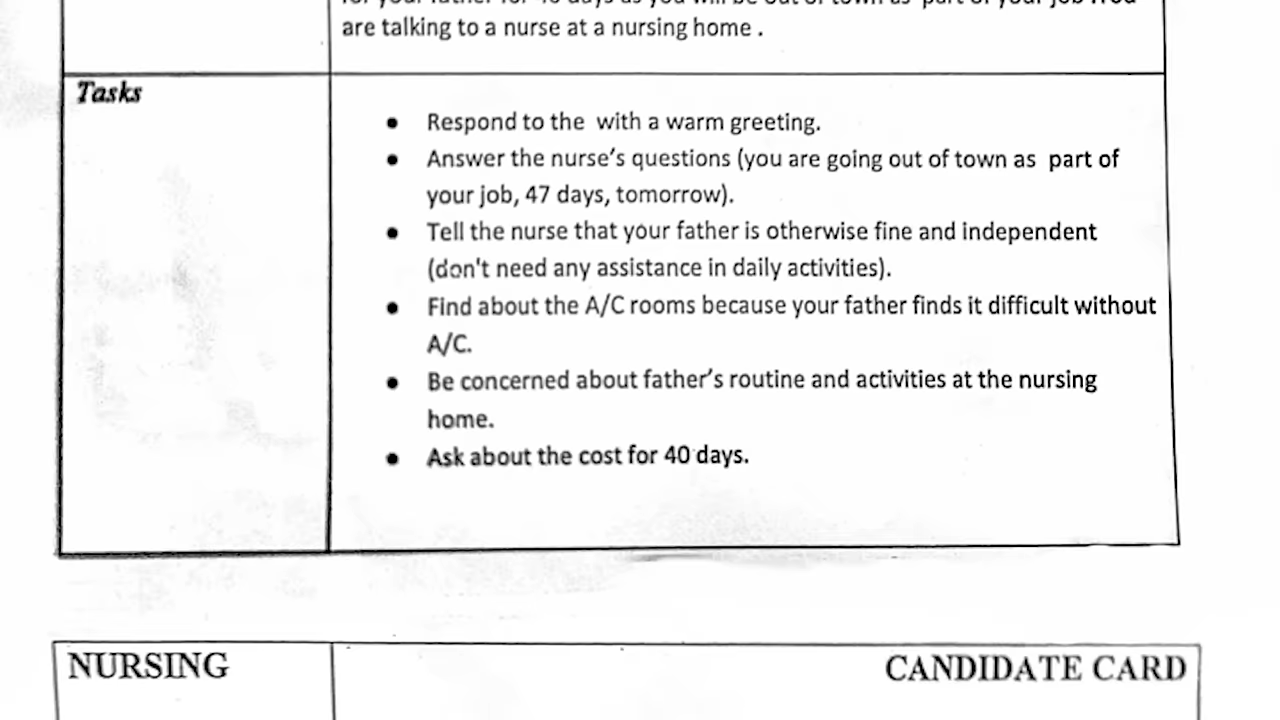 are talking to a nurse at a nursing home .
Tasks
Respond to the with a warm greeting.
Answer the nurse's questions (you are going out of town as part of
your job, 47 days, tomorrow).
Tell the nurse that your father is otherwise fine and independent
(don't need any assistance in daily activities).
Find about the A/C rooms because your father finds it difficult without
A/C.
Be concerned about father's routine and activities at the nursing
home.
Ask about the cost for 40 days.
NURSING
CANDIDATE CARD